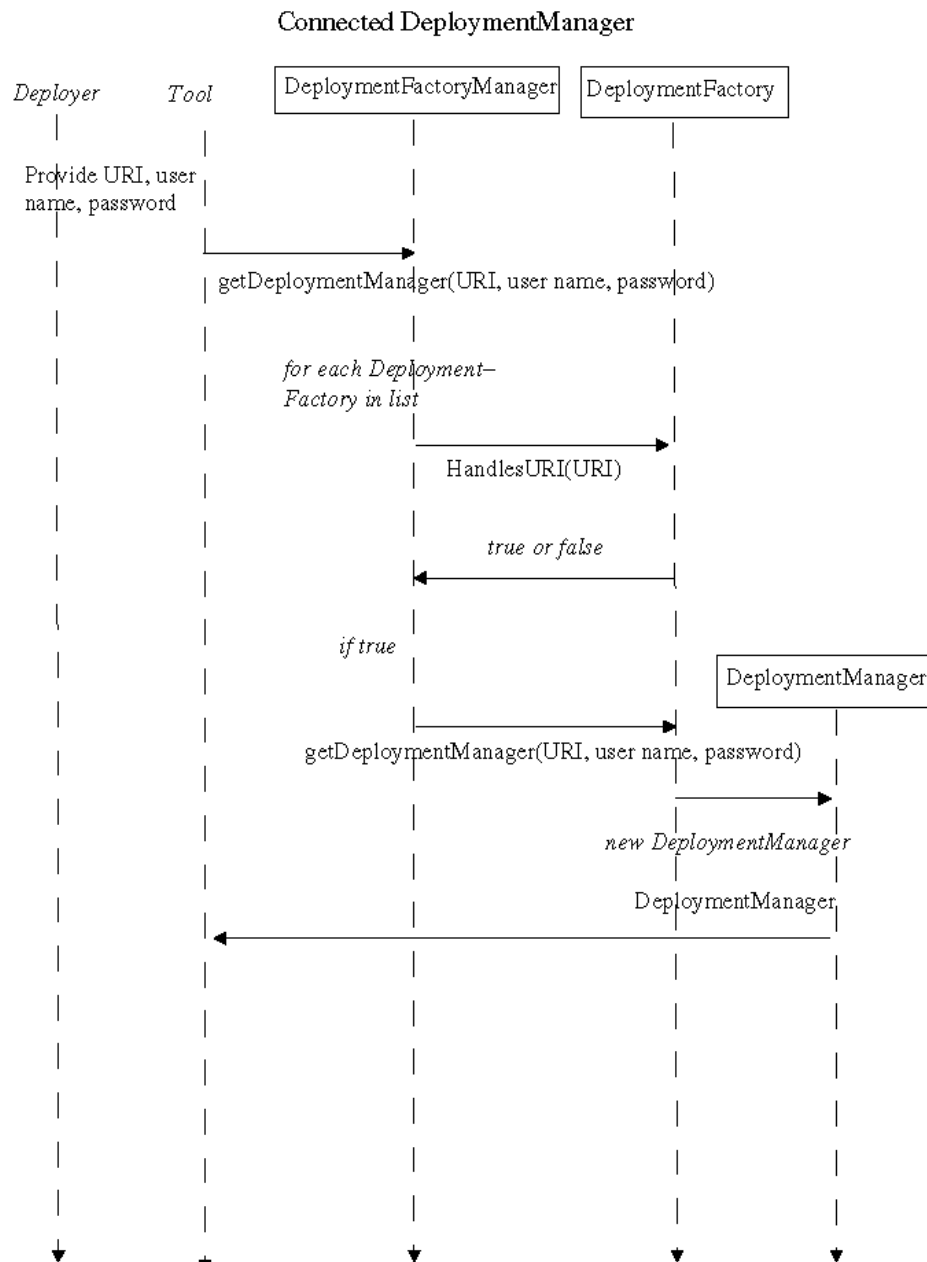 Connected DeploymentManager
Deployer
Tool
DeploymentFactoryManager
DeploymentFactory
Provide URI, user
name, password
getDeploymentManager(URI, user name, password)
for each Deployment–
Factory in list
HandlesURI(URI)
true or false
if true
DeploymentManager
getDeploymentManager(URI, user name, password)
new DeploymentManager
DeploymentManager